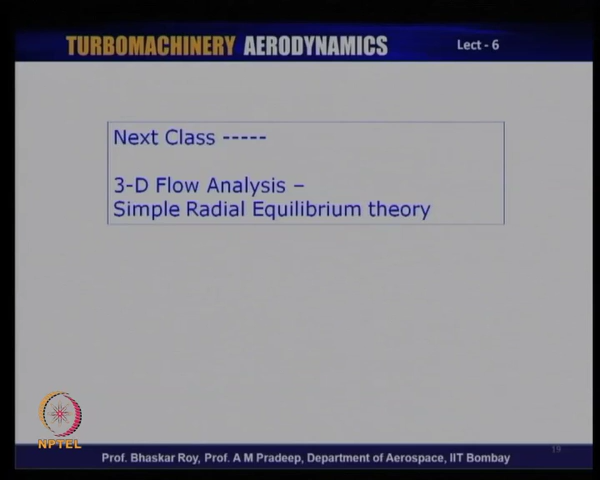 TURBOMACHINERY AERODYNAMICS
Lect - 6
Next Class -----
3-D Flow Analysis –
Simple Radial Equilibrium theory
NPTEL
19
Prof. Bhaskar Roy, Prof. A M Pradeep, Department of Aerospace, IIT Bombay